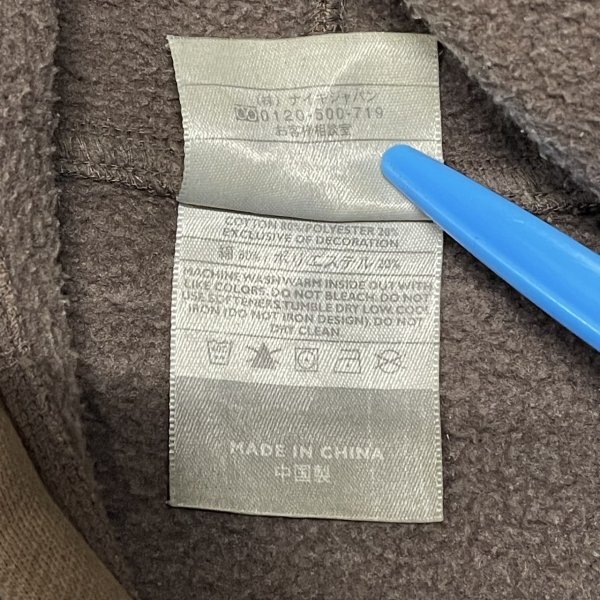 (株) ナイキジャパン
0120-500-719
お客様相談室
COTTON 80% POLYESTER 20%
EXCLUSIVE OF DECORATION
綿 80% / ポリエステル 20%
MACHINE WASH WARM INSIDE OUT WITH
LIKE COLORS. DO NOT BLEACH. DO NOT
USE SOFTENERS. TUMBLE DRY LOW. COOL
IRON (DO NOT IRON DESIGN). DO NOT
DRY CLEAN.
MADE IN CHINA
中国製